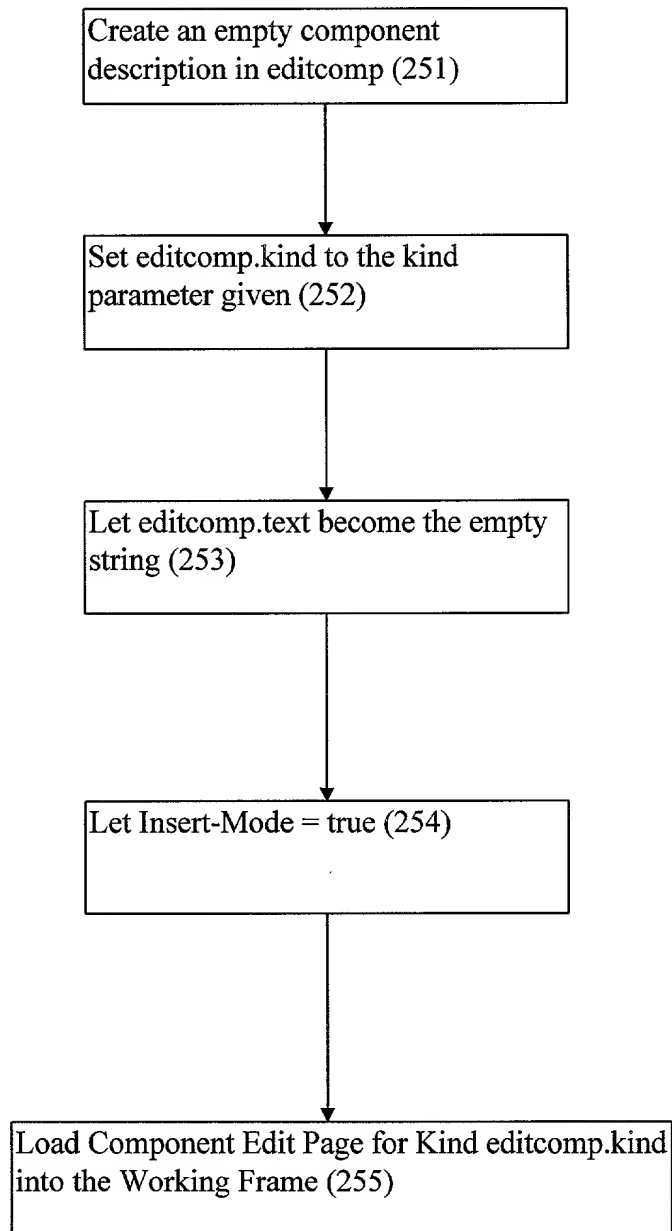 Create an empty component
description in editcomp (251)
Set editcomp.kind to the kind
parameter given (252)
Let editcomp.text become the empty
string (253)
Let Insert-Mode = true (254)
Load Component Edit Page for Kind editcomp.kind
into the Working Frame (255)